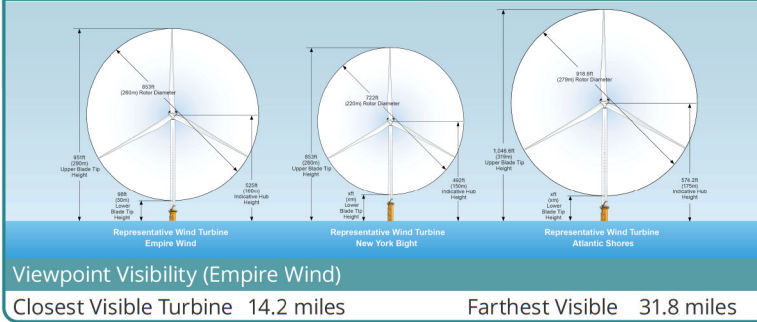 853ft
(260m) Rotor Diameter
951ft
(290m)
Upper Blade Tip
Height
98ft
(30m)
Lower
Blade Tip
Height
525ft
(160m)
Indicative Hub
Height
Representative Wind Turbine
Empire Wind
722ft
(220m) Rotor Diameter
853ft
(260m)
Upper Blade Tip
Height
xft
(xm)
Lower
Blade Tip
Height
492ft
(150m)
Indicative Hub
Height
Representative Wind Turbine
New York Bight
918.6ft
(279m) Rotor Diameter
1,046.6ft
(319m)
Upper Blade Tip
Height
xft
(xm)
Lower
Blade Tip
Height
574.2ft
(175m)
Indicative Hub
Height
Representative Wind Turbine
Atlantic Shores
Viewpoint Visibility (Empire Wind)
Closest Visible Turbine 14.2 miles
Farthest Visible 31.8 miles